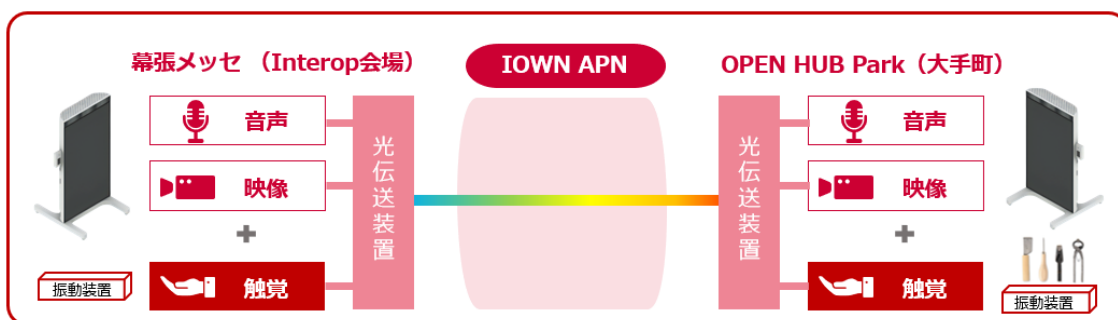 幕張メッセ （Interop会場）
IOWN APN
OPEN HUB Park（大手町）
音声
映像
+
触覚
振動装置
光伝送装置
光伝送装置
音声
映像
+
触覚
振動装置